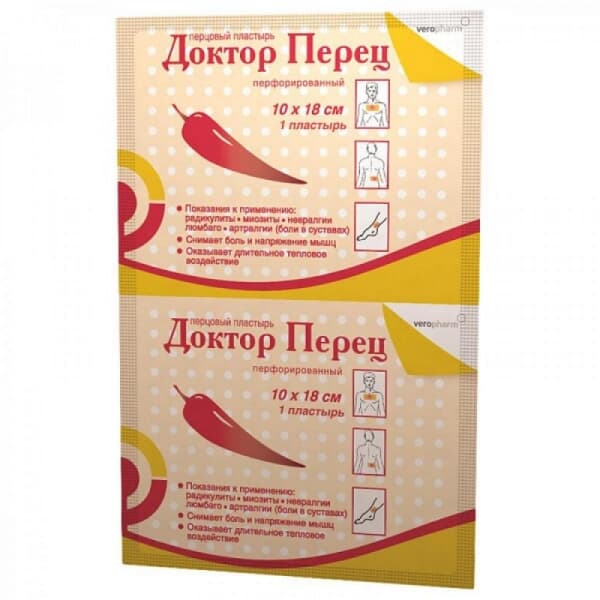 перцовый пластырь
veropharm
Доктор Перец
перфорированный
10 х 18 см
1 пластырь
• Показания к применению:
радикулиты • миозиты • невралгии
люмбаго • артралгии (боли в суставах)
• Снимает боль и напряжение мышц
• Оказывает длительное тепловое
воздействие
перцовый пластырь
veropharm
Доктор Перец
перфорированный
10 х 18 см
1 пластырь
• Показания к применению:
радикулиты • миозиты • невралгии
люмбаго • артралгии (боли в суставах)
• Снимает боль и напряжение мышц
• Оказывает длительное тепловое
воздействие